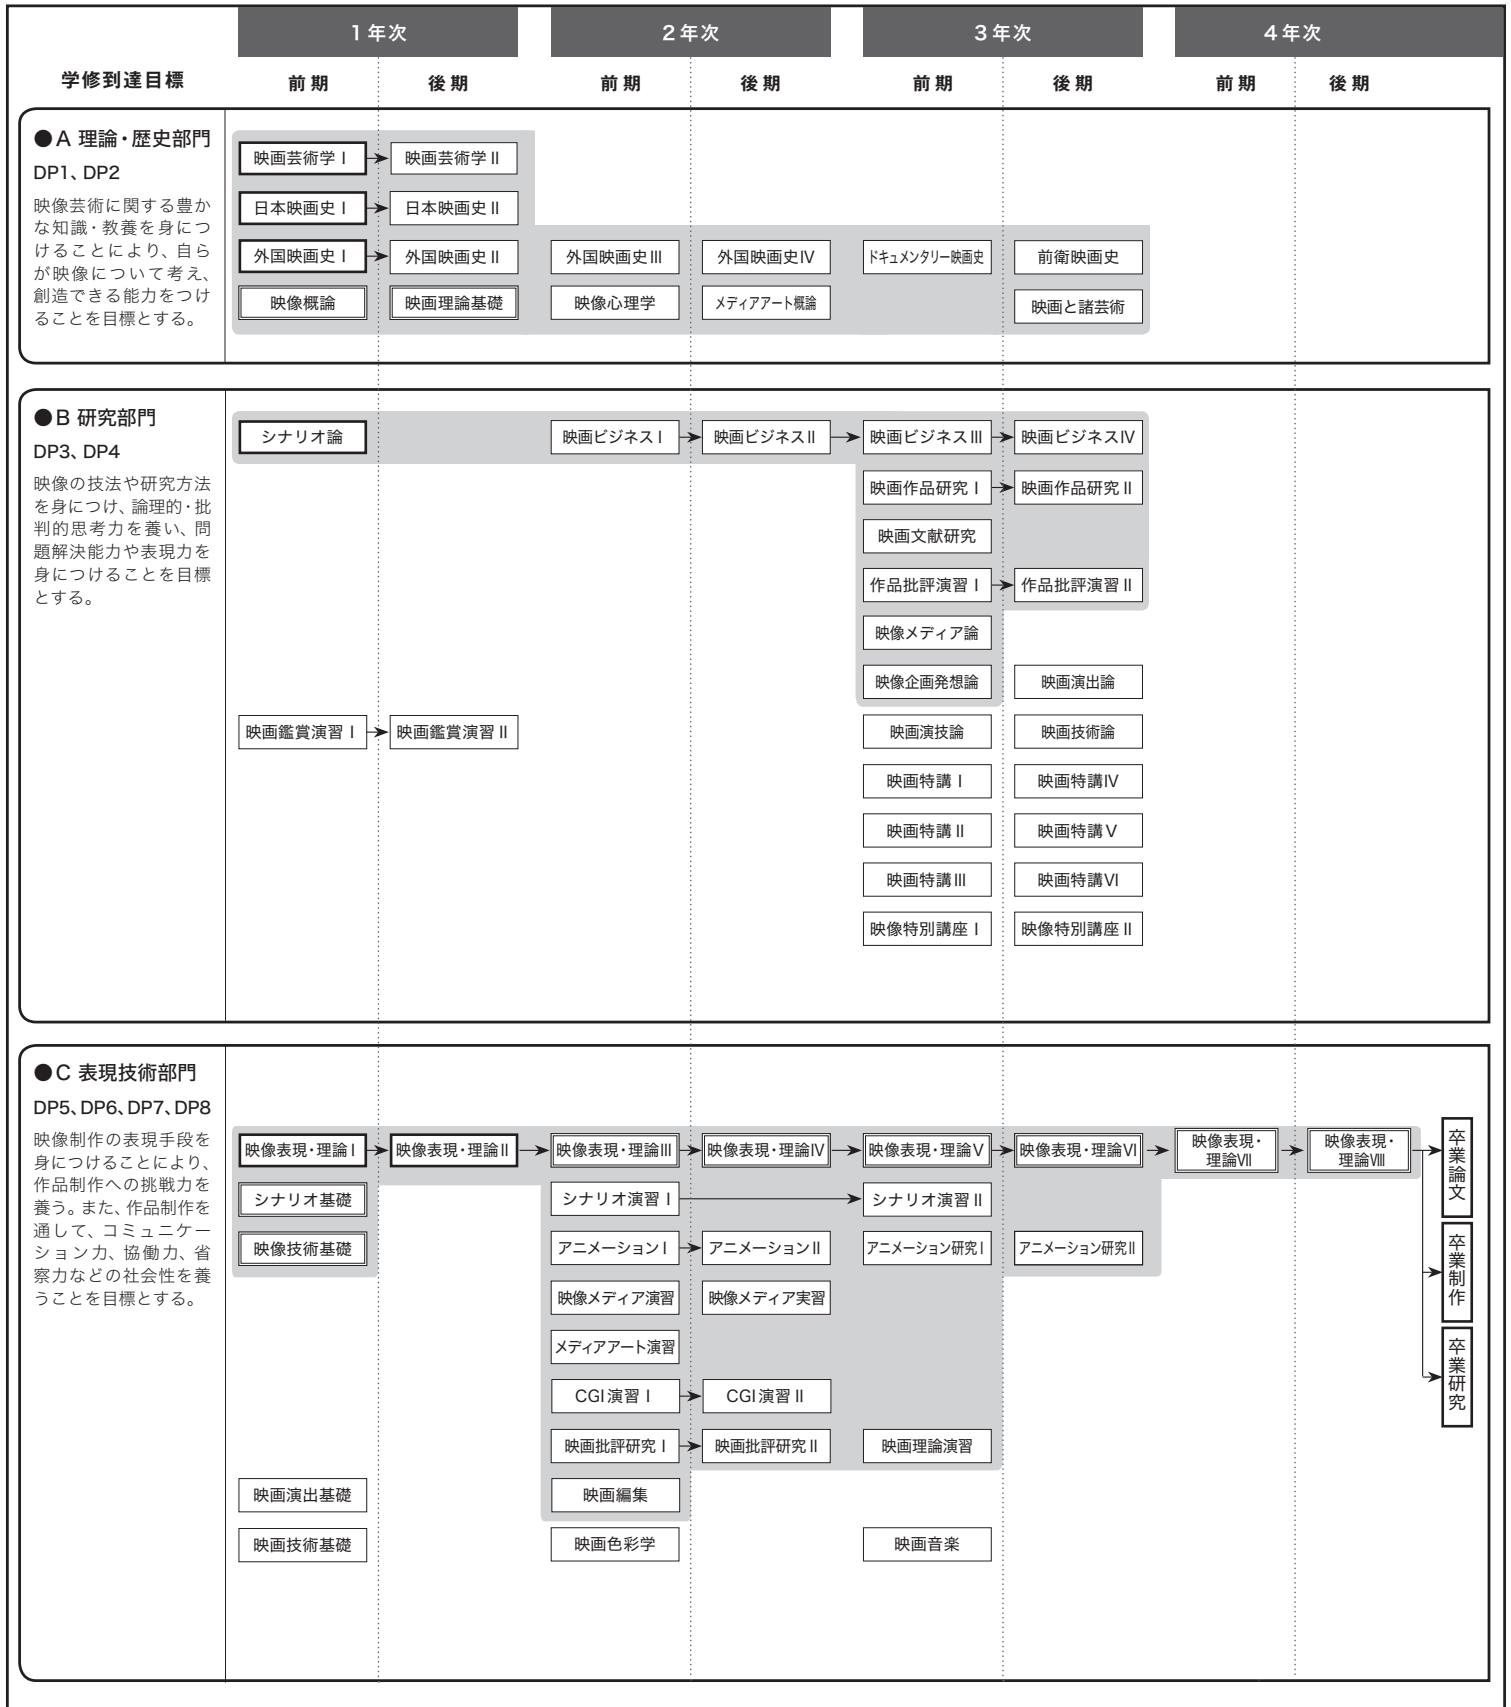 1年次 2年次 3年次 4年次
学修到達目標 前期 後期 前期 後期 前期 後期 前期 後期
●A 理論・歴史部門
DP1、DP2
映像芸術に関する豊か
な知識・教養を身につ
けることにより、自ら
が映像について考え、
創造できる能力をつけ
ることを目標とする。
映画芸術学Ⅰ 映画芸術学Ⅱ
日本映画史Ⅰ 日本映画史Ⅱ
外国映画史Ⅰ 外国映画史Ⅱ 外国映画史Ⅲ 外国映画史Ⅳ ドキュメンタリー映画史 前衛映画史
映像概論 映画理論基礎 映像心理学 メディアアート概論 映画と諸芸術
●B 研究部門
DP3、DP4
映像の技法や研究方法
を身につけ、論理的・批
判的思考力を養い、問
題解決能力や表現力を
身につけることを目標
とする。
シナリオ論 映画ビジネスⅠ 映画ビジネスⅡ 映画ビジネスⅢ 映画ビジネスⅣ
映画作品研究Ⅰ 映画作品研究Ⅱ
映画文献研究
作品批評演習Ⅰ 作品批評演習Ⅱ
映像メディア論
映像企画発想論 映画演出論
映画鑑賞演習Ⅰ 映画鑑賞演習Ⅱ 映画演技論 映画技術論
映画特講Ⅰ 映画特講Ⅳ
映画特講Ⅱ 映画特講Ⅴ
映画特講Ⅲ 映画特講Ⅵ
映像特別講座Ⅰ 映像特別講座Ⅱ
●C 表現技術部門
DP5、DP6、DP7、DP8
映像制作の表現手段を
身につけることにより、
作品制作への挑戦力を
養う。また、作品制作を
通して、コミュニケー
ション力、協働力、省
察力などの社会性を養
うことを目標とする。
映像表現・理論Ⅰ 映像表現・理論Ⅱ 映像表現・理論Ⅲ 映像表現・理論Ⅳ 映像表現・理論Ⅴ 映像表現・理論Ⅵ
映像表現・
理論Ⅶ
映像表現・
理論Ⅷ
卒業論文
シナリオ基礎 シナリオ演習Ⅰ シナリオ演習Ⅱ
映像技術基礎 アニメーションⅠ アニメーションⅡ アニメーション研究Ⅰ アニメーション研究Ⅱ
卒業制作
映像メディア演習 映像メディア実習
メディアアート演習
卒業研究
CGI演習Ⅰ CGI演習Ⅱ
映画批評研究Ⅰ 映画批評研究Ⅱ 映画理論演習
映画演出基礎 映画編集
映画技術基礎 映画色彩学 映画音楽